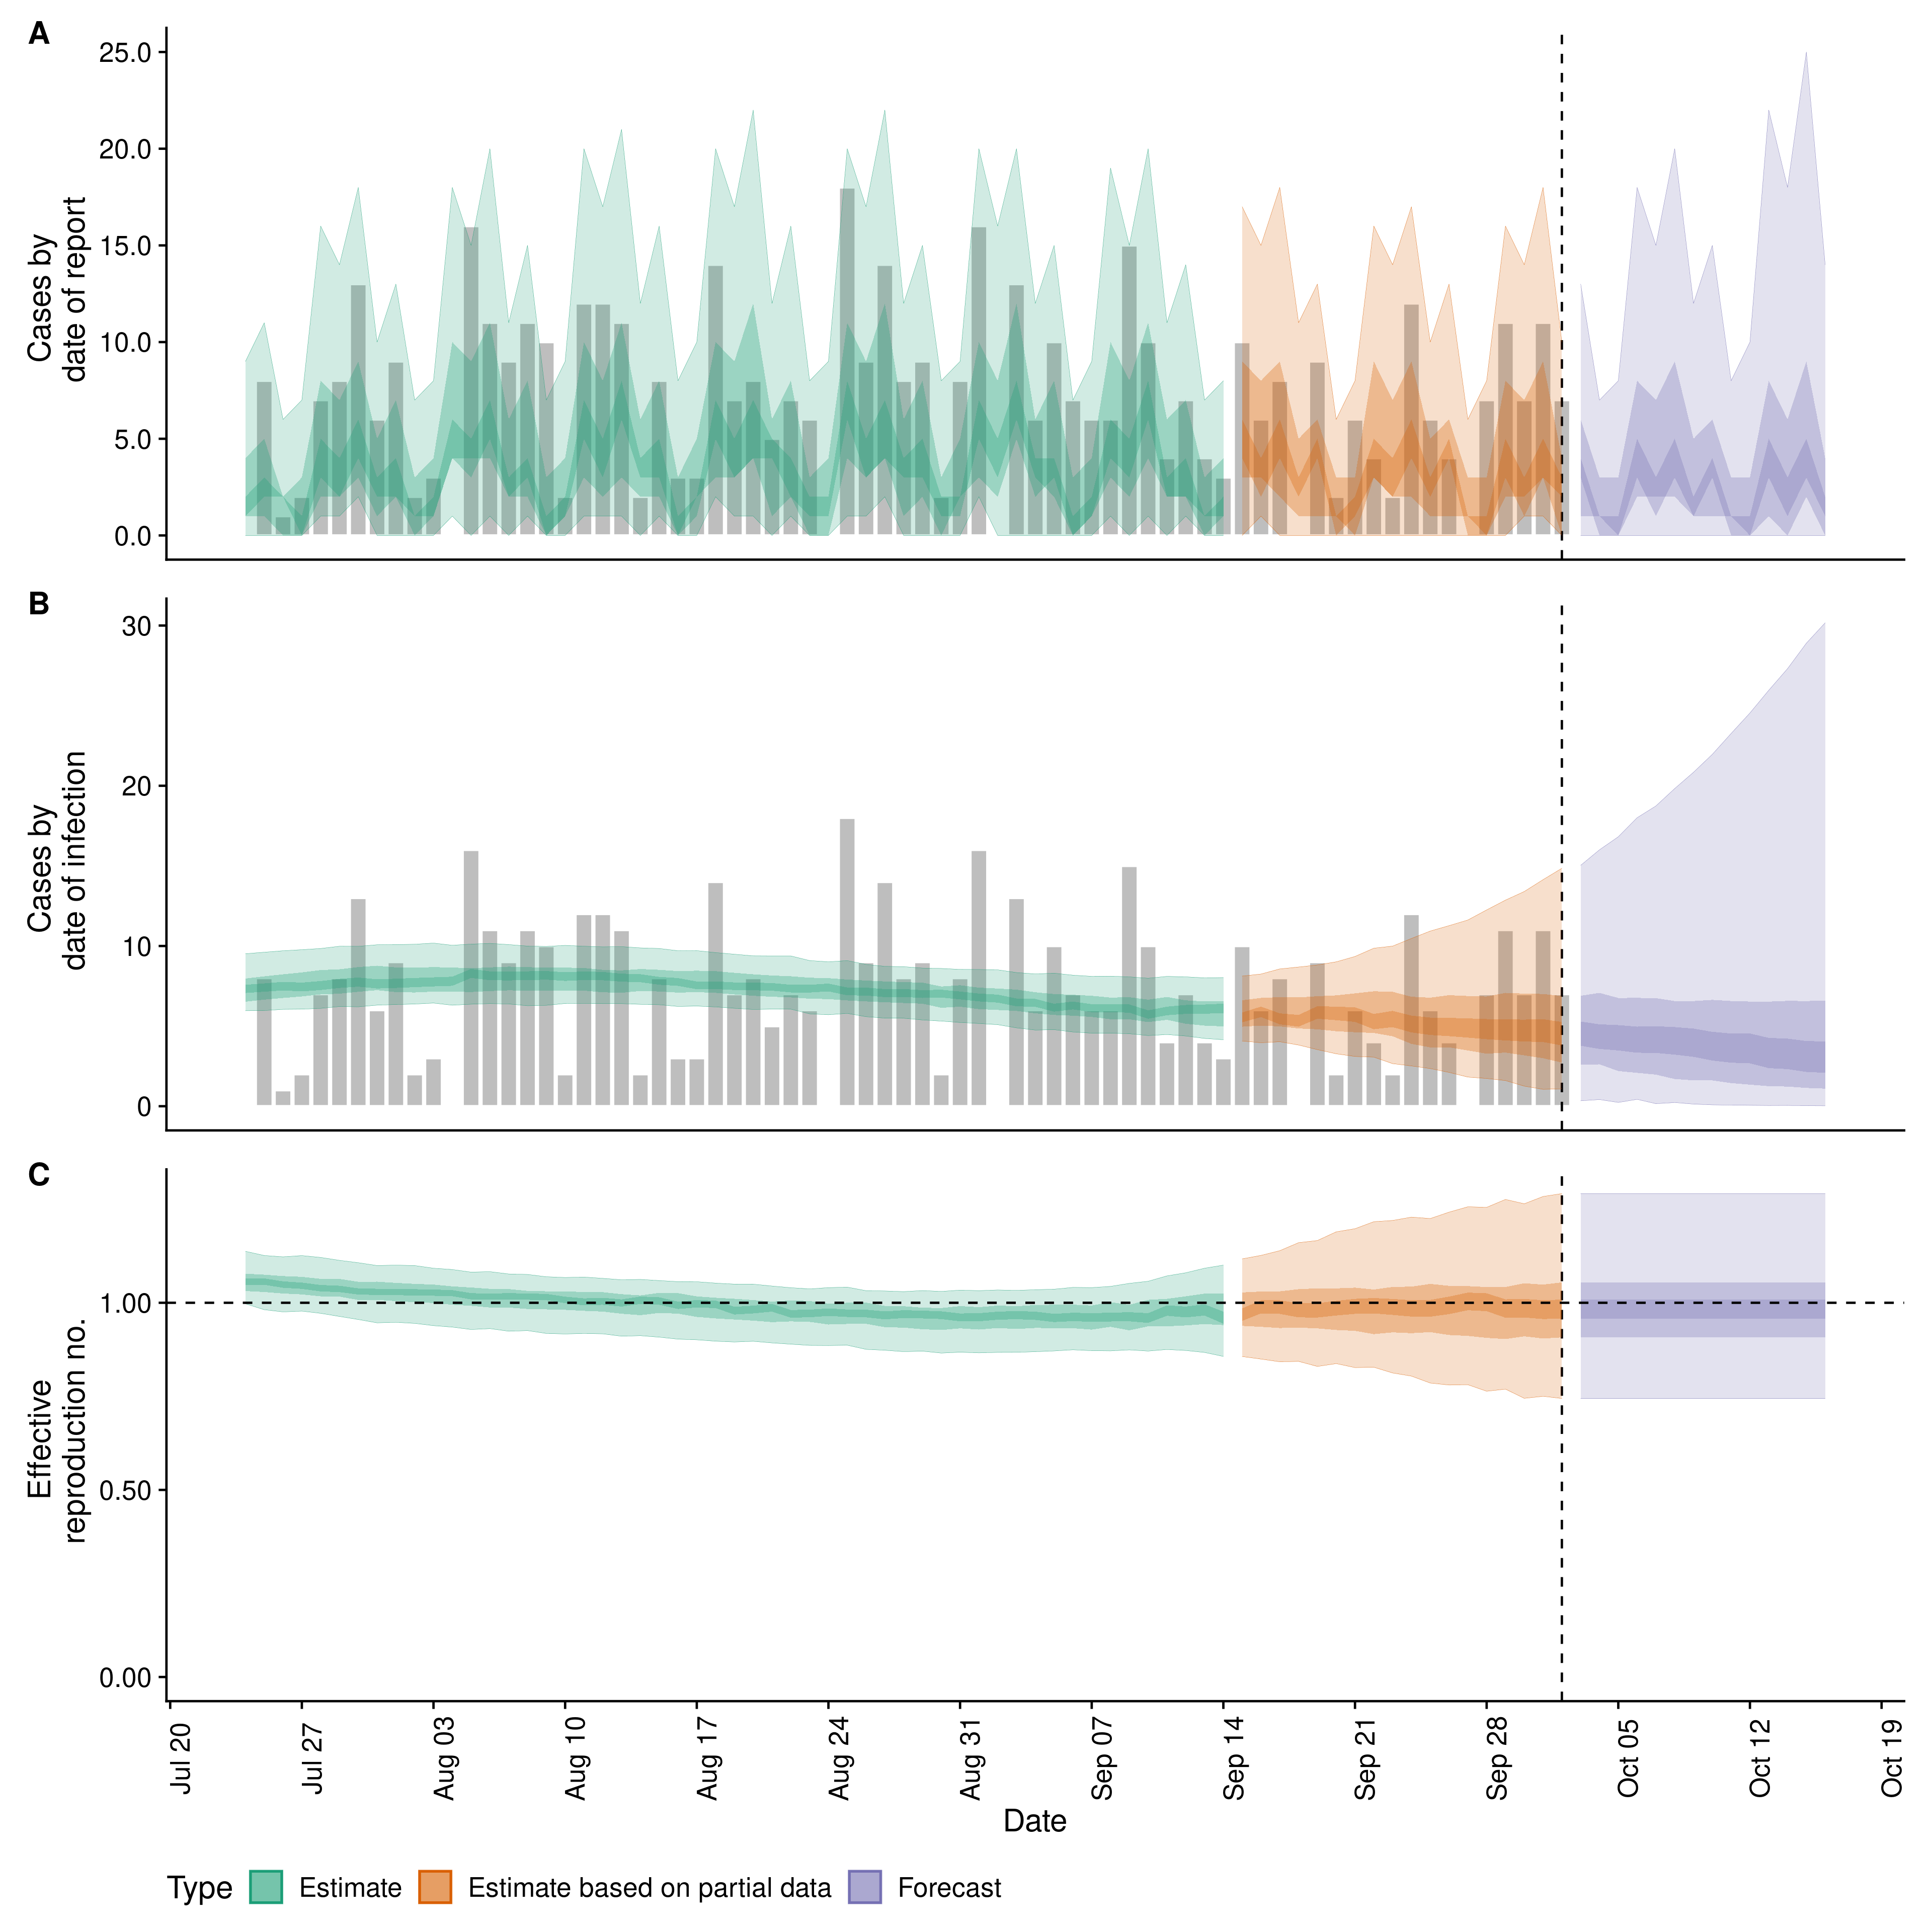 A
25.0
20.0
15.0
10.0
5.0
0.0
Cases by
date of report
B
30
20
10
0
Cases by
date of infection
C
1.00
0.50
0.00
Effective
reproduction no.
Jul 20
Jul 27
Aug 03
Aug 10
Aug 17
Aug 24
Aug 31
Sep 07
Sep 14
Sep 21
Sep 28
Oct 05
Oct 12
Oct 19
Date
Type Estimate Estimate based on partial data Forecast